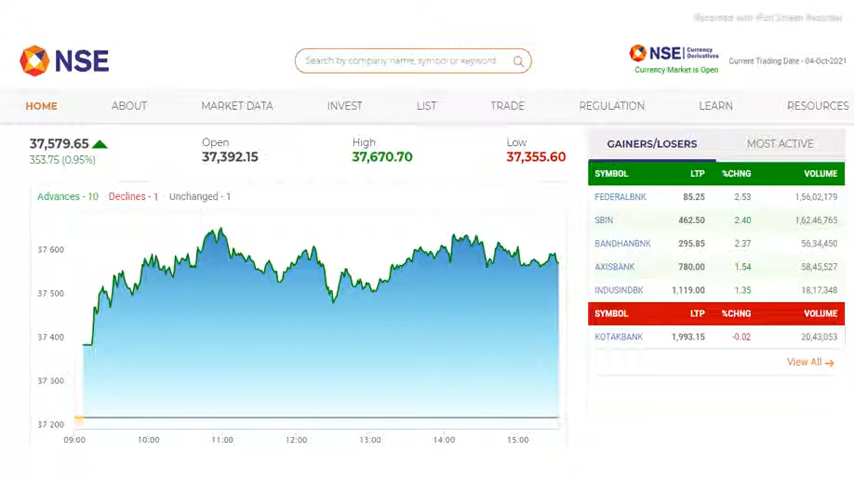 Recorded with iFun Screen Recorder
NSE
Search by company name, symbol or keyword
NSE Currency Derivatives
Currency Market is Open
Current Trading Date - 04-Oct-2021
HOME ABOUT MARKET DATA INVEST LIST TRADE REGULATION LEARN RESOURCES
37,579.65 Open High Low
353.75 (0.95%) 37,392.15 37,670.70 37,355.60
GAINERS/LOSERS MOST ACTIVE
Advances - 10 Declines - 1 Unchanged - 1
37 600
37 500
37 400
37 300
37 200
09:00 10:00 11:00 12:00 13:00 14:00 15:00
SYMBOL LTP %CHNG VOLUME
FEDERALBNK 85.25 2.53 1,56,02,179
SBIN 462.50 2.40 1,62,46,765
BANDHANBNK 295.85 2.37 56,34,450
AXISBANK 780.00 1.54 58,45,527
INDUSINDBK 1,119.00 1.35 18,17,348
SYMBOL LTP %CHNG VOLUME
KOTAKBANK 1,993.15 -0.02 20,43,053
View All